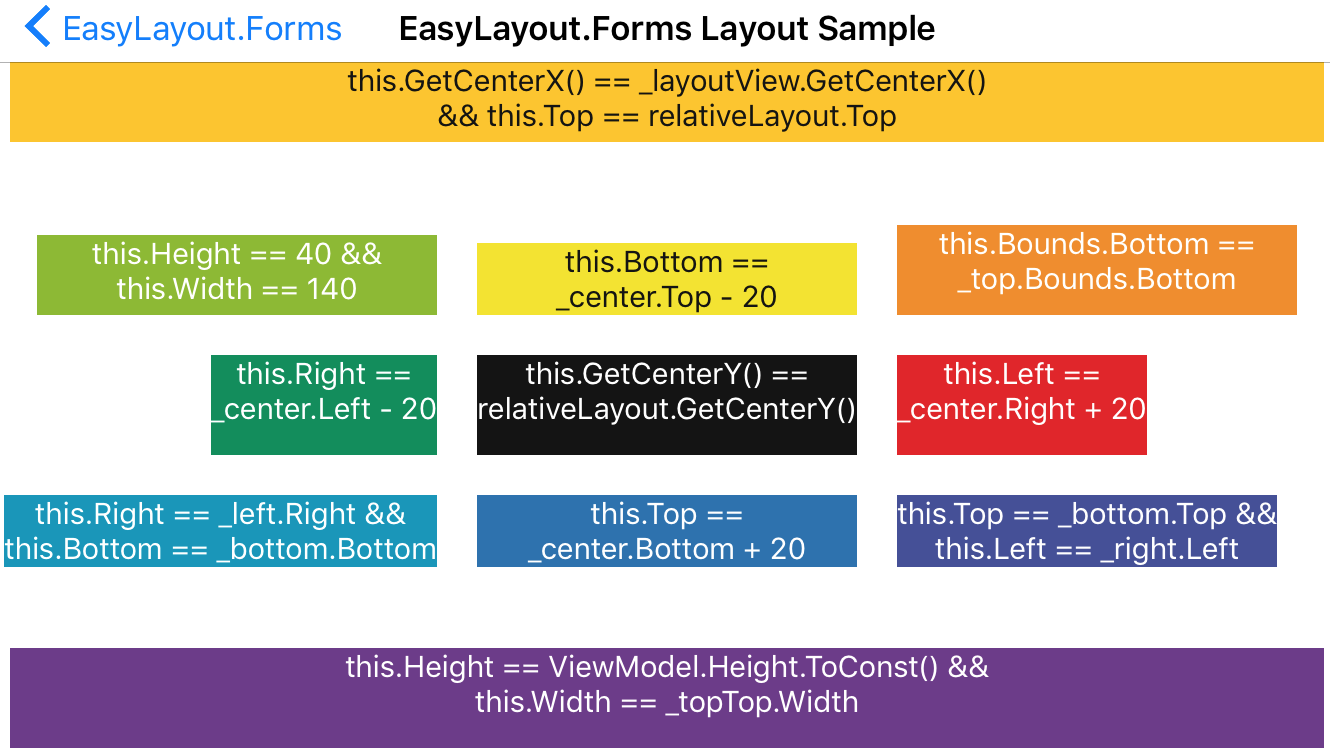 EasyLayout.Forms
EasyLayout.Forms Layout Sample
this.GetCenterX() == _layoutView.GetCenterX()
&& this.Top == relativeLayout.Top
this.Height == 40 &&
this.Width == 140
this.Bottom ==
_center.Top - 20
this.Bounds.Bottom ==
_top.Bounds.Bottom
this.Right ==
_center.Left - 20
this.GetCenterY() ==
relativeLayout.GetCenterY()
this.Left ==
_center.Right + 20
this.Right == _left.Right &&
this.Bottom == _bottom.Bottom
this.Top ==
_center.Bottom + 20
this.Top == _bottom.Top &&
this.Left == _right.Left
this.Height == ViewModel.Height.ToConst() &&
this.Width == _topTop.Width